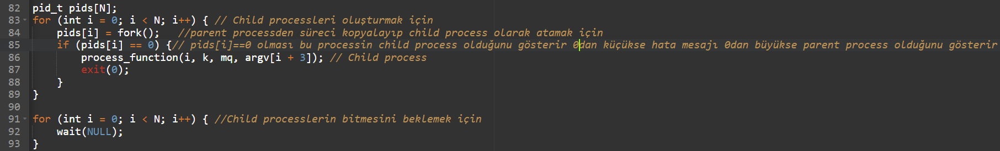 82 pid_t pids[N];
83 for (int i = 0; i < N; i++) { // Child processleri oluşturmak için
84 pids[i] = fork(); //parent processden süreci kopyalayıp child process olarak atamak için
85 if (pids[i] == 0) {// pids[i]==0 olması bu processin child process olduğunu gösterir 0dan küçükse hata mesajı 0dan büyükse parent process olduğunu gösterir
86 process_function(i, k, mq, argv[i + 3]); // Child process
87 exit(0);
88 }
89 }
90
91 for (int i = 0; i < N; i++) { //Child processlerin bitmesini beklemek için
92 wait(NULL);
93 }